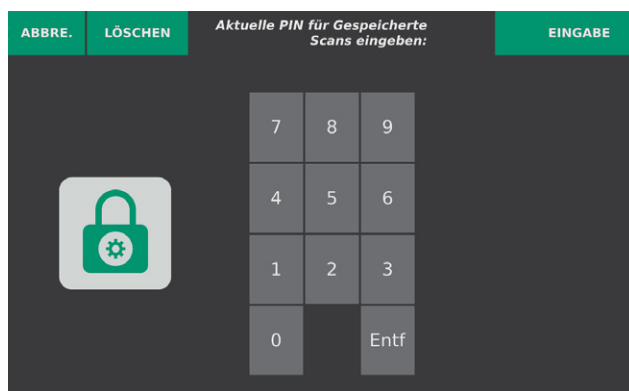 ABBRE.
LÖSCHEN
Aktuelle PIN für Gespeicherte
Scans eingeben:
EINGABE
7 8 9
4 5 6
1 2 3
0 Entf